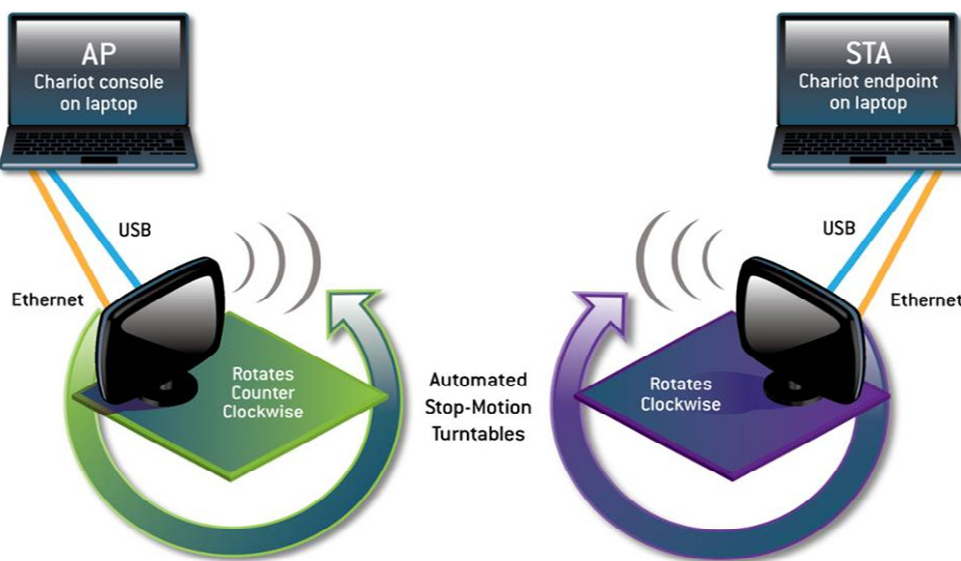 AP
Chariot console
on laptop
STA
Chariot endpoint
on laptop
USB
USB
Ethernet
Ethernet
Rotates
Counter
Clockwise
Automated
Stop-Motion
Turntables
Rotates
Clockwise